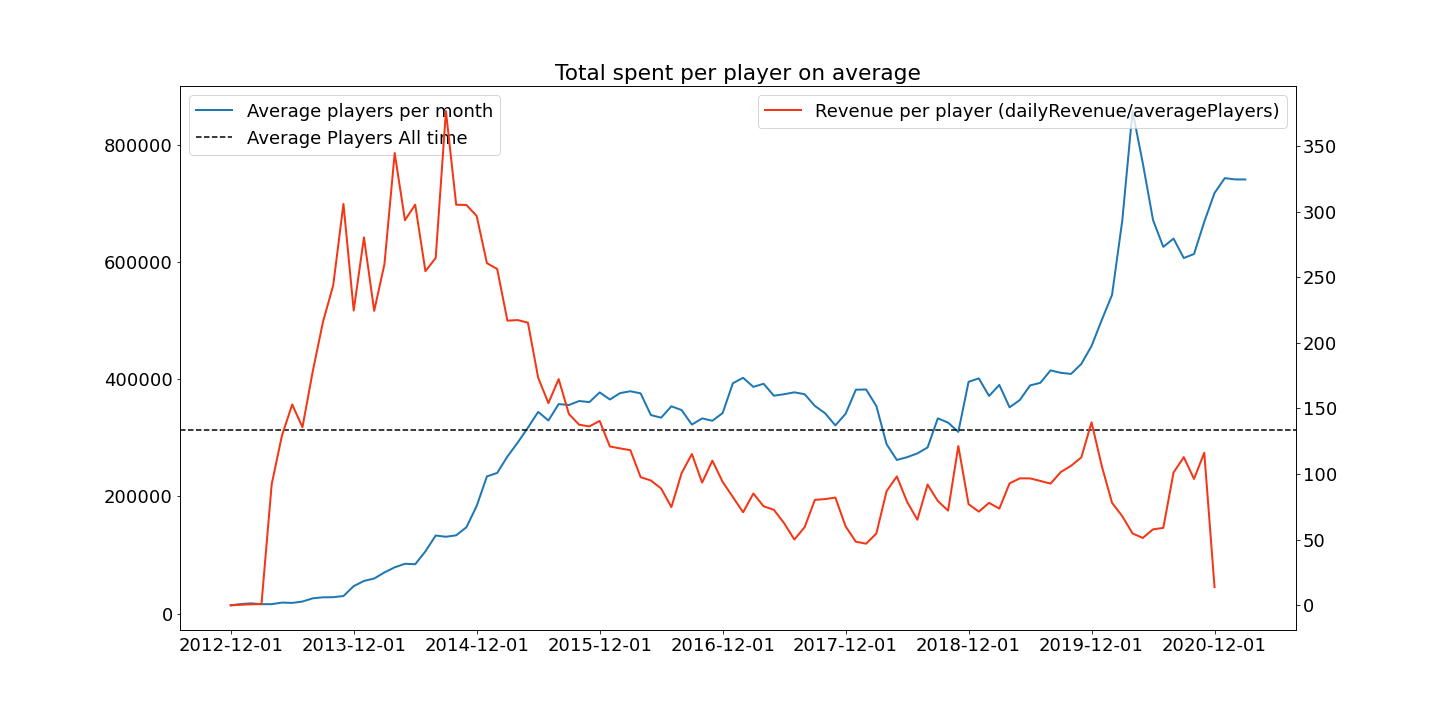 Total spent per player on average
Average players per month
Average Players All time
Revenue per player (dailyRevenue/averagePlayers)
800000
600000
400000
200000
0
350
300
250
200
150
100
50
0
2012-12-01 2013-12-01 2014-12-01 2015-12-01 2016-12-01 2017-12-01 2018-12-01 2019-12-01 2020-12-01